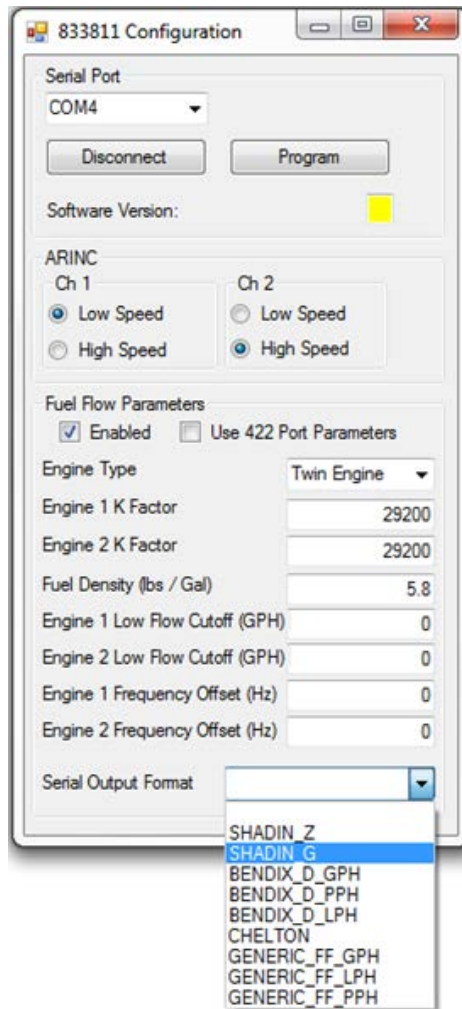 833811 Configuration
Serial Port
COM4
Disconnect
Program
Software Version:
ARINC
Ch 1
Ch 2
Low Speed
Low Speed
High Speed
High Speed
Fuel Flow Parameters
Enabled
Use 422 Port Parameters
Engine Type
Twin Engine
Engine 1 K Factor
29200
Engine 2 K Factor
29200
Fuel Density (lbs / Gal)
5.8
Engine 1 Low Flow Cutoff (GPH)
0
Engine 2 Low Flow Cutoff (GPH)
0
Engine 1 Frequency Offset (Hz)
0
Engine 2 Frequency Offset (Hz)
0
Serial Output Format
SHADIN_Z
SHADIN_G
BENDIX_D_GPH
BENDIX_D_PPH
BENDIX_D_LPH
CHELTON
GENERIC_FF_GPH
GENERIC_FF_LPH
GENERIC_FF_PPH